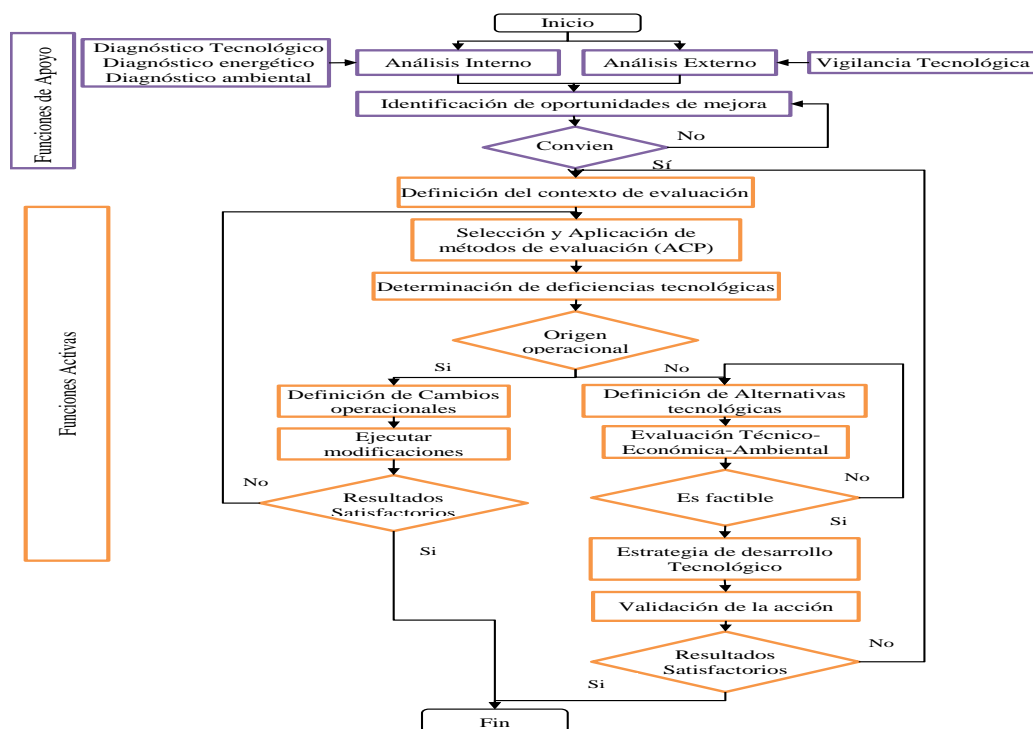 Inicio
Funciones de Apoyo
Diagnóstico Tecnológico
Diagnóstico energético
Diagnóstico ambiental
Análisis Interno
Análisis Externo
Vigilancia Tecnológica
Identificación de oportunidades de mejora
Convien
No
Sí
Funciones Activas
Definición del contexto de evaluación
Selección y Aplicación de
métodos de evaluación (ACP)
Determinación de deficiencias tecnológicas
Origen
operacional
Si
No
Definición de Cambios
operacionales
Ejecutar
modificaciones
No
Resultados
Satisfactorios
Si
Definición de Alternativas
tecnológicas
Evaluación Técnico-
Económica-Ambiental
No
Es factible
Si
Estrategia de desarrollo
Tecnológico
Validación de la acción
No
Resultados
Satisfactorios
Si
Fin